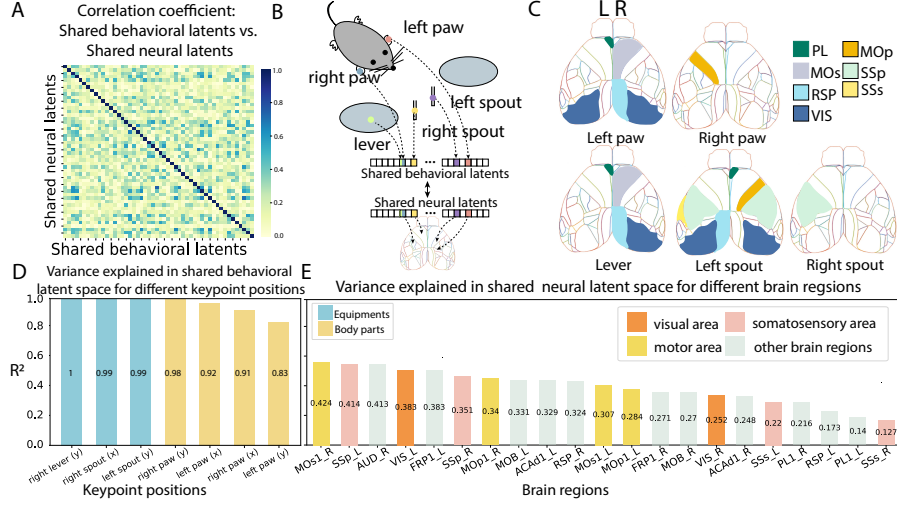 A
Correlation coefficient:
Shared behavioral latents vs.
Shared neural latents
Shared neural latents
Shared behavioral latents
1.0
0.8
0.6
0.4
0.2
0.0
B
left paw
right paw
left spout
right spout
lever
...
Shared behavioral latents
Shared neural latents
...
C
L R
PL
MOs
RSP
VIS
MOp
SSp
SSs
Left paw
Right paw
Lever
Left spout
Right spout
D
Variance explained in shared behavioral
latent space for different keypoint positions
R²
1.0
0.8
0.6
0.4
0.2
0.0
Equipments
Body parts
1
0.99
0.99
0.98
0.92
0.91
0.83
right lever (y)
right spout (x)
left spout (y)
right paw (y)
left paw (x)
right paw (x)
left paw (y)
Keypoint positions
E
Variance explained in shared neural latent space for different brain regions
visual area
motor area
somatosensory area
other brain regions
0.424
0.414
0.413
0.383
0.383
0.351
0.34
0.331
0.329
0.324
0.307
0.284
0.271
0.27
0.252
0.248
0.22
0.216
0.173
0.14
0.127
MOs1_R
SSp_L
AUD_R
VIS_L
FRP1_L
SSp_R
MOp1_R
MOB_L
ACAd1_L
RSP_R
MOs1_L
MOp1_L
FRP1_R
MOB_R
VIS_R
ACAd1_R
SSs_L
PL1_R
RSP_L
PL1_L
SSs_R
Brain regions